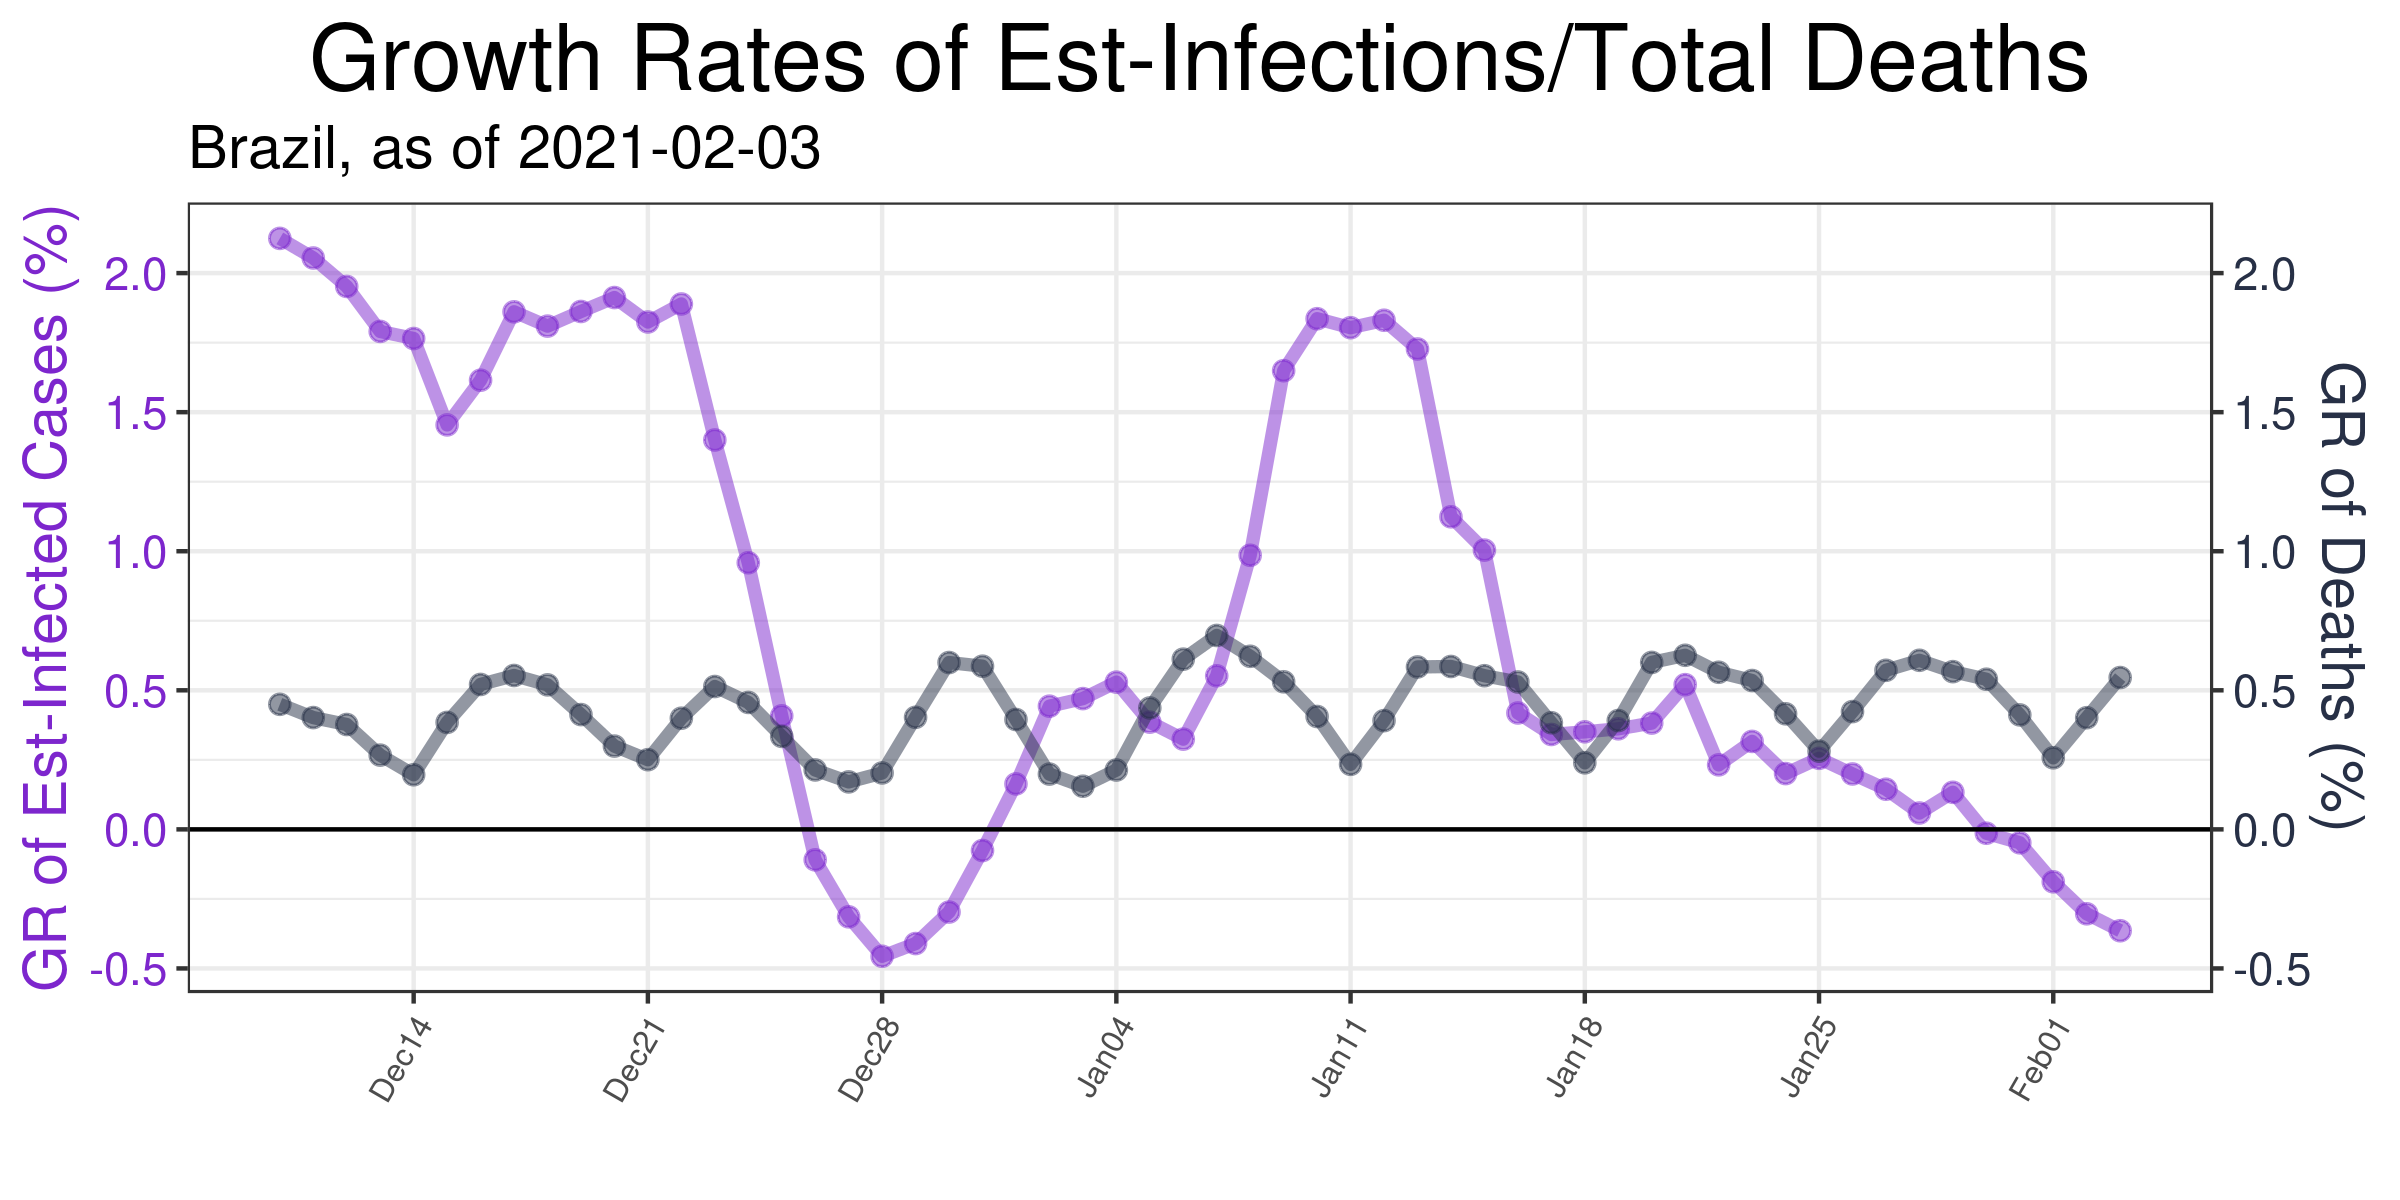 Growth Rates of Est-Infections/Total Deaths
Brazil, as of 2021-02-03
GR of Est-Infected Cases (%)
2.0
1.5
1.0
0.5
0.0
-0.5
2.0
1.5
1.0
0.5
0.0
-0.5
GR of Deaths (%)
Dec14
Dec21
Dec28
Jan04
Jan11
Jan18
Jan25
Feb01